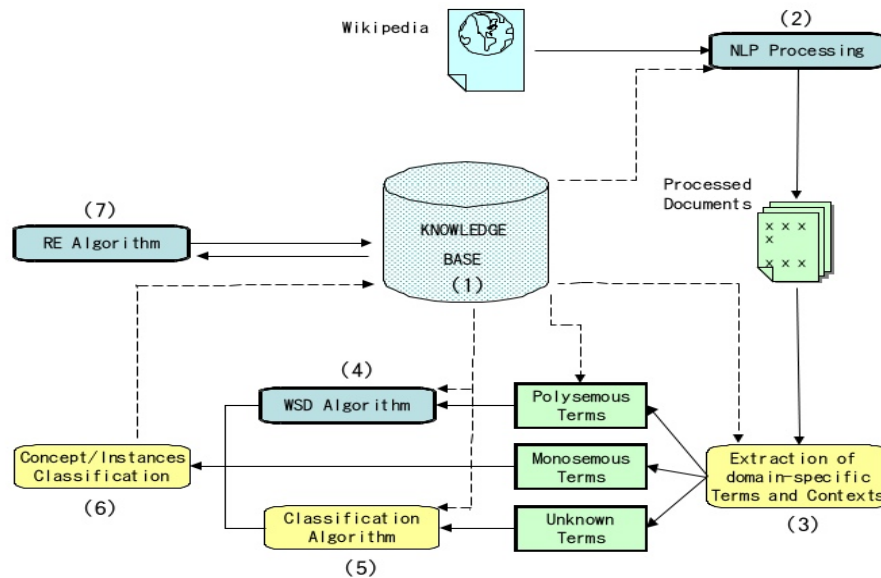 (2)
Wikipedia
NLP Processing
Processed
Documents
× × ×
×
× × ×
(7)
RE Algorithm
KNOWLEDGE
BASE
(1)
(4)
WSD Algorithm
Polysemous
Terms
Concept/Instances
Classification
(6)
Monosemous
Terms
Extraction of
domain-specific
Terms and Contexts
(3)
Classification
Algorithm
(5)
Unknown
Terms